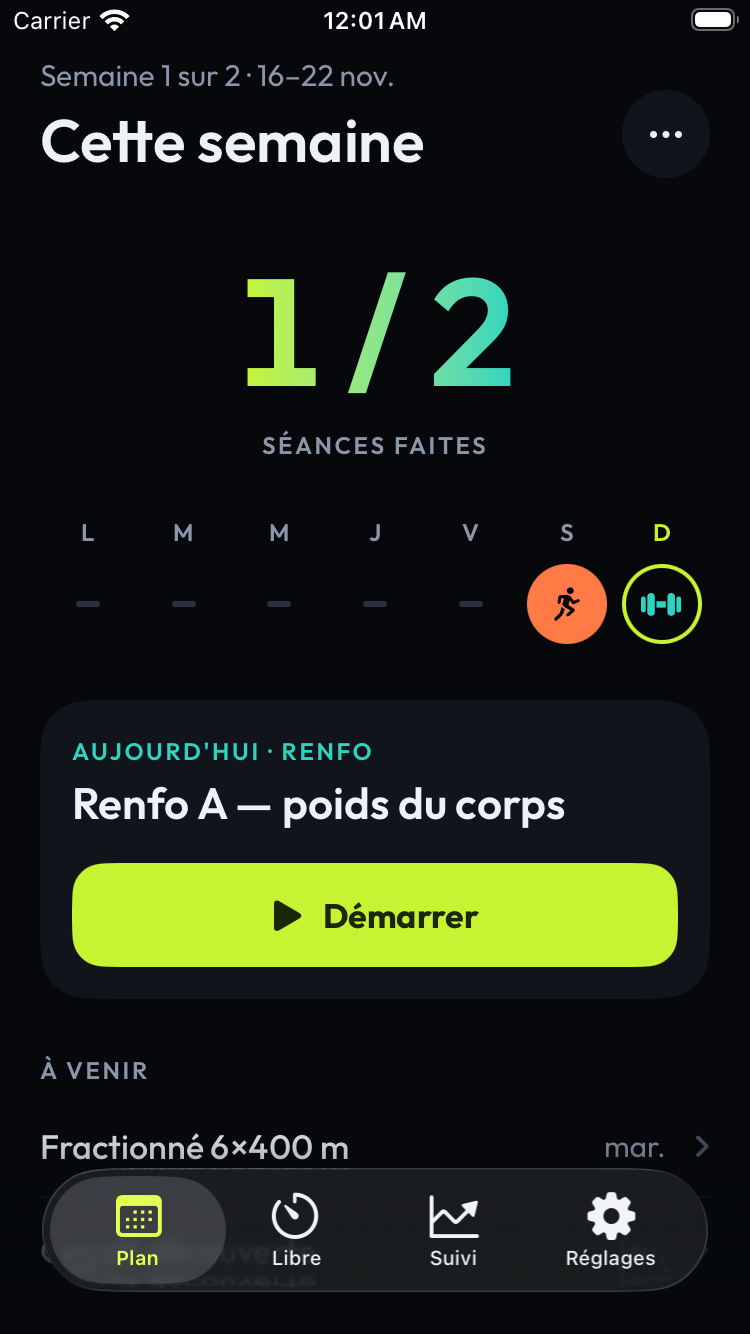 Carrier 12:01 AM
Semaine 1 sur 2 · 16–22 nov.
Cette semaine
1/2
SÉANCES FAITES
L M M J V S D
AUJOURD'HUI · RENFO
Renfo A — poids du corps
Démarrer
À VENIR
Fractionné 6×400 m mar.
Plan Libre Suivi Réglages